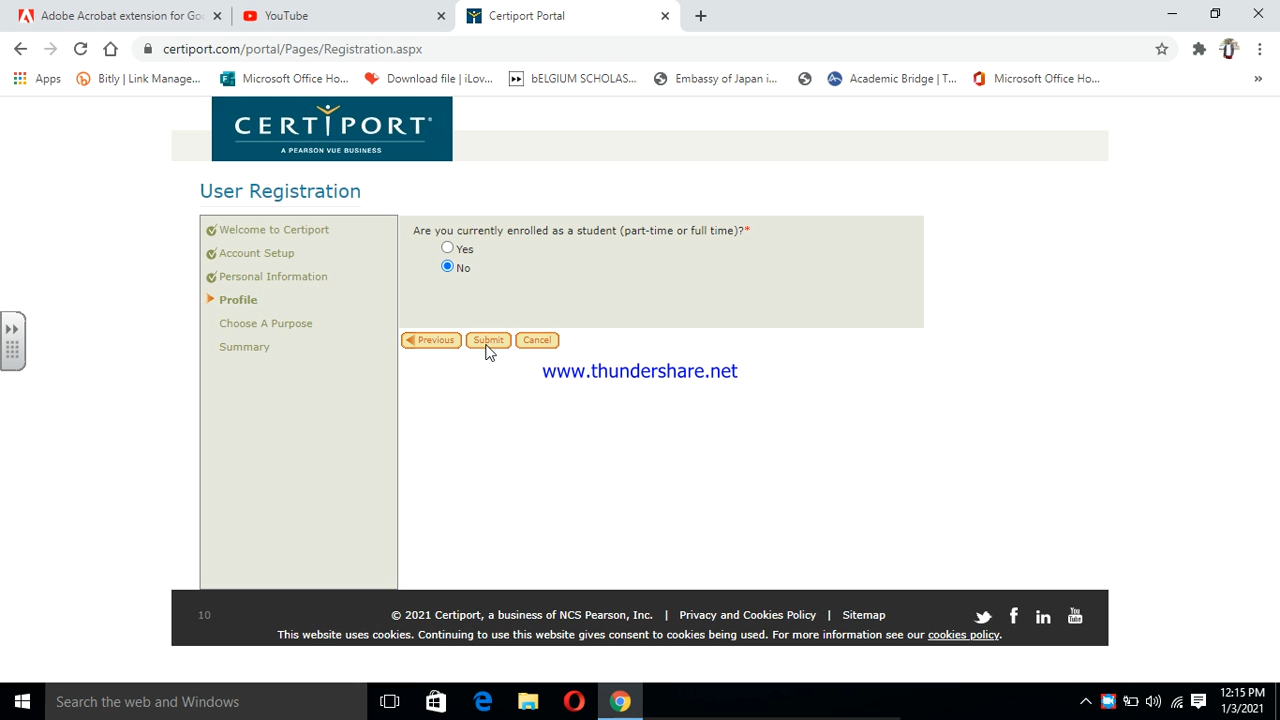 Adobe Acrobat extension for Goo
YouTube
Certiport Portal
certiport.com/portal/Pages/Registration.aspx
Apps
Bitly | Link Manage...
Microsoft Office Ho...
Download file | iLov...
bELGIUM SCHOLAS...
Embassy of Japan i...
Academic Bridge | T...
Microsoft Office Ho...
»
CERTIPORT
A PEARSON VUE BUSINESS
User Registration
Welcome to Certiport
Account Setup
Personal Information
Profile
Choose A Purpose
Summary
Are you currently enrolled as a student (part-time or full time)?*
Yes
No
Previous
Submit
Cancel
www.thundershare.net
10
© 2021 Certiport, a business of NCS Pearson, Inc. | Privacy and Cookies Policy | Sitemap
You Tube
This website uses cookies. Continuing to use this website gives consent to cookies being used. For more information see our cookies policy.
Search the web and Windows
12:15 PM
1/3/2021